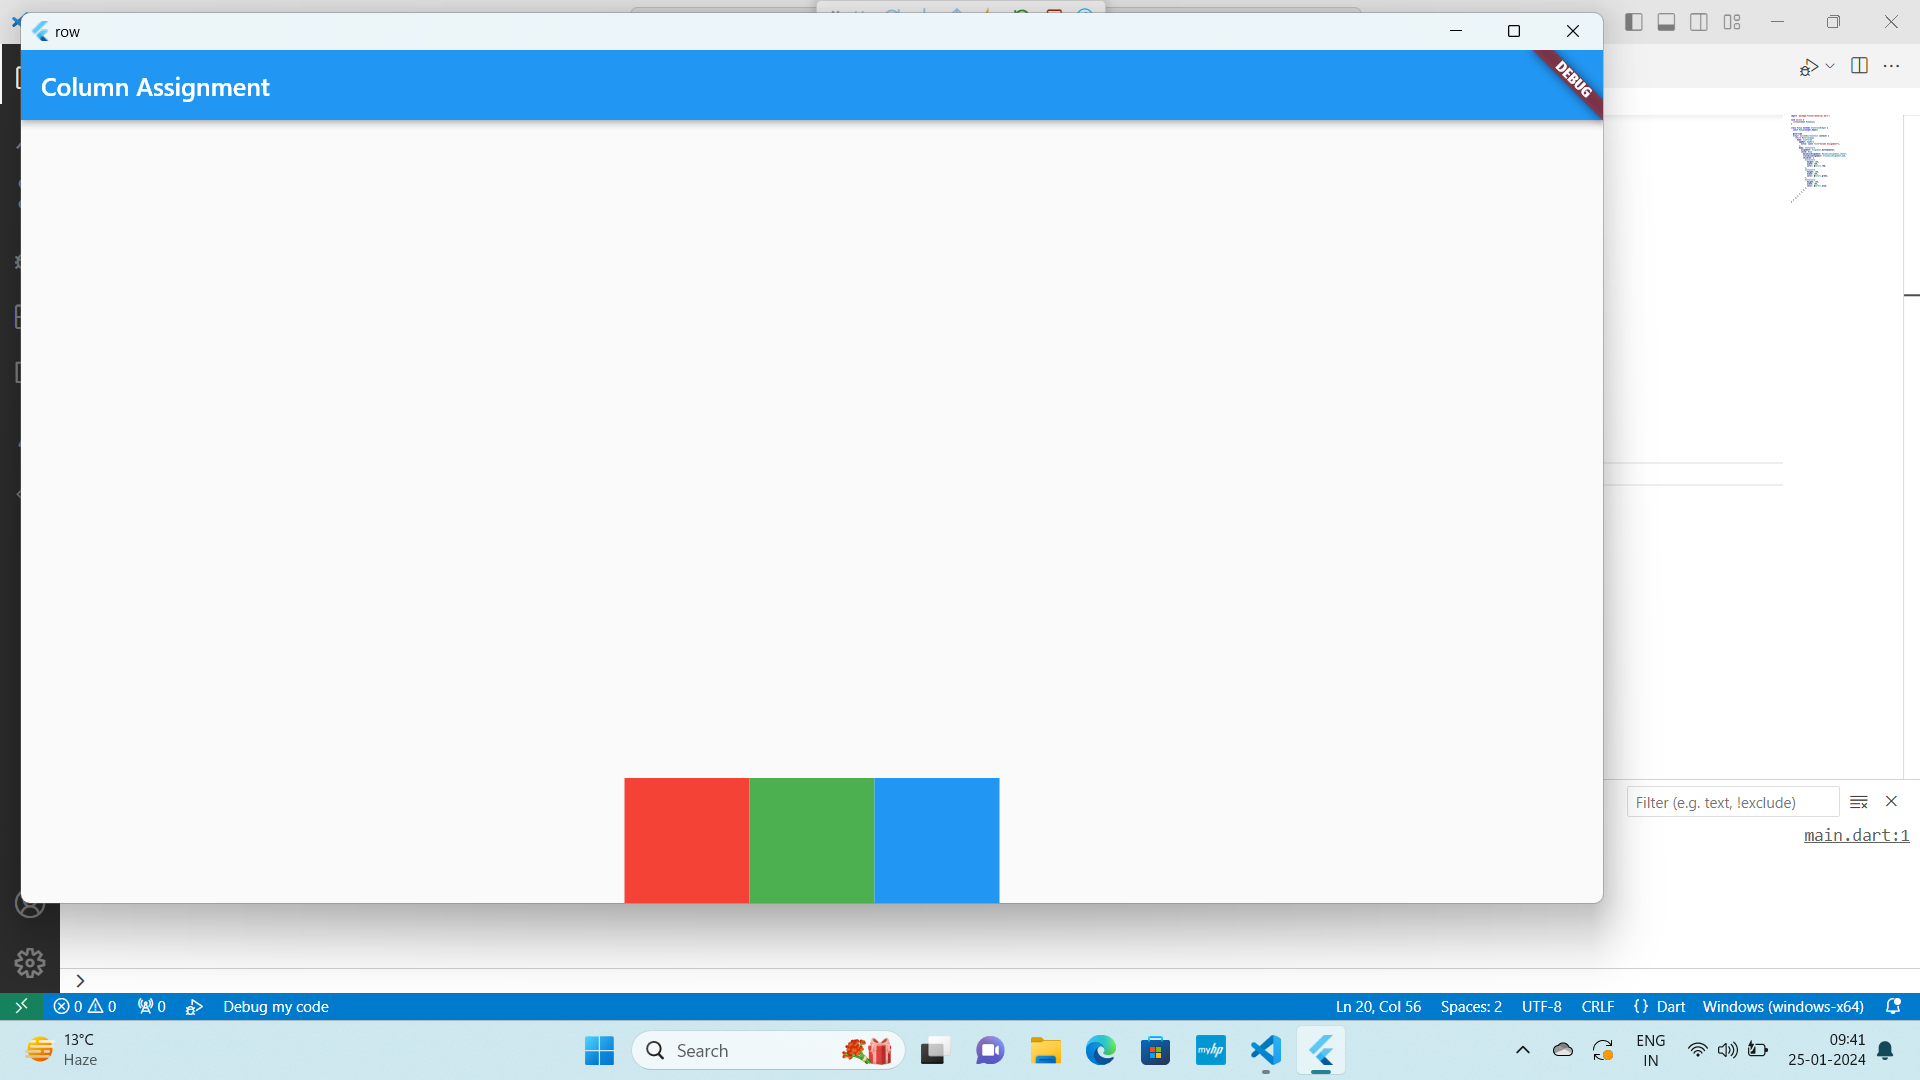 row
Column Assignment
DEBUG
Filter (e.g. text, !exclude)
main.dart:1
0 0 0 Debug my code
Ln 20, Col 56 Spaces: 2 UTF-8 CRLF {} Dart Windows (windows-x64)
13°C
Haze
Search
myhp
ENG
IN
09:41
25-01-2024